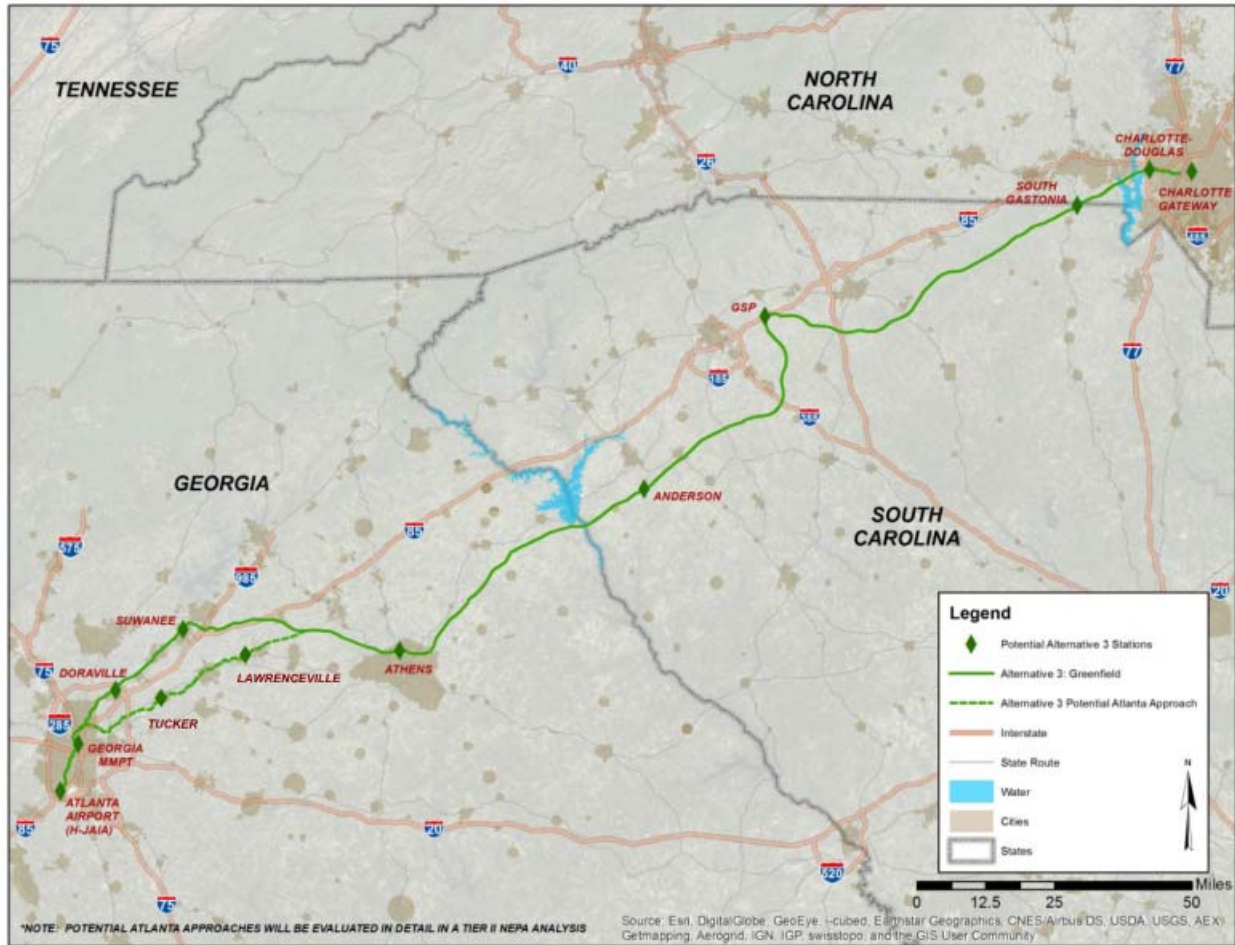 75
TENNESSEE
40
NORTH
CAROLINA
77
CHARLOTTE-
DOUGLAS
26
SOUTH
GASTONIA
CHARLOTTE
GATEWAY
85
485
GSP
77
185
385
GEORGIA
ANDERSON
85
SOUTH
CAROLINA
575
985
20
SUWANEE
LAWRENCEVILLE
ATHENS
75
DORAVILLE
TUCKER
285
GEORGIA
MMPT
ATLANTA
AIRPORT
(H-JAIA)
85
20
520
75
Legend
Potential Alternative 3 Stations
Alternative 3: Greenfield
Alternative 3 Potential Atlanta Approach
Interstate
State Route
Water
Cities
States
N
Miles
0 12.5 25 50
*NOTE: POTENTIAL ATLANTA APPROACHES WILL BE EVALUATED IN DETAIL IN A TIER II NEPA ANALYSIS
Source: Esri, DigitalGlobe, GeoEye, i-cubed, Earthstar Geographics, CNES/Airbus DS, USDA, USGS, AEX,
Getmapping, Aerogrid, IGN, IGP, swisstopo, and the GIS User Community